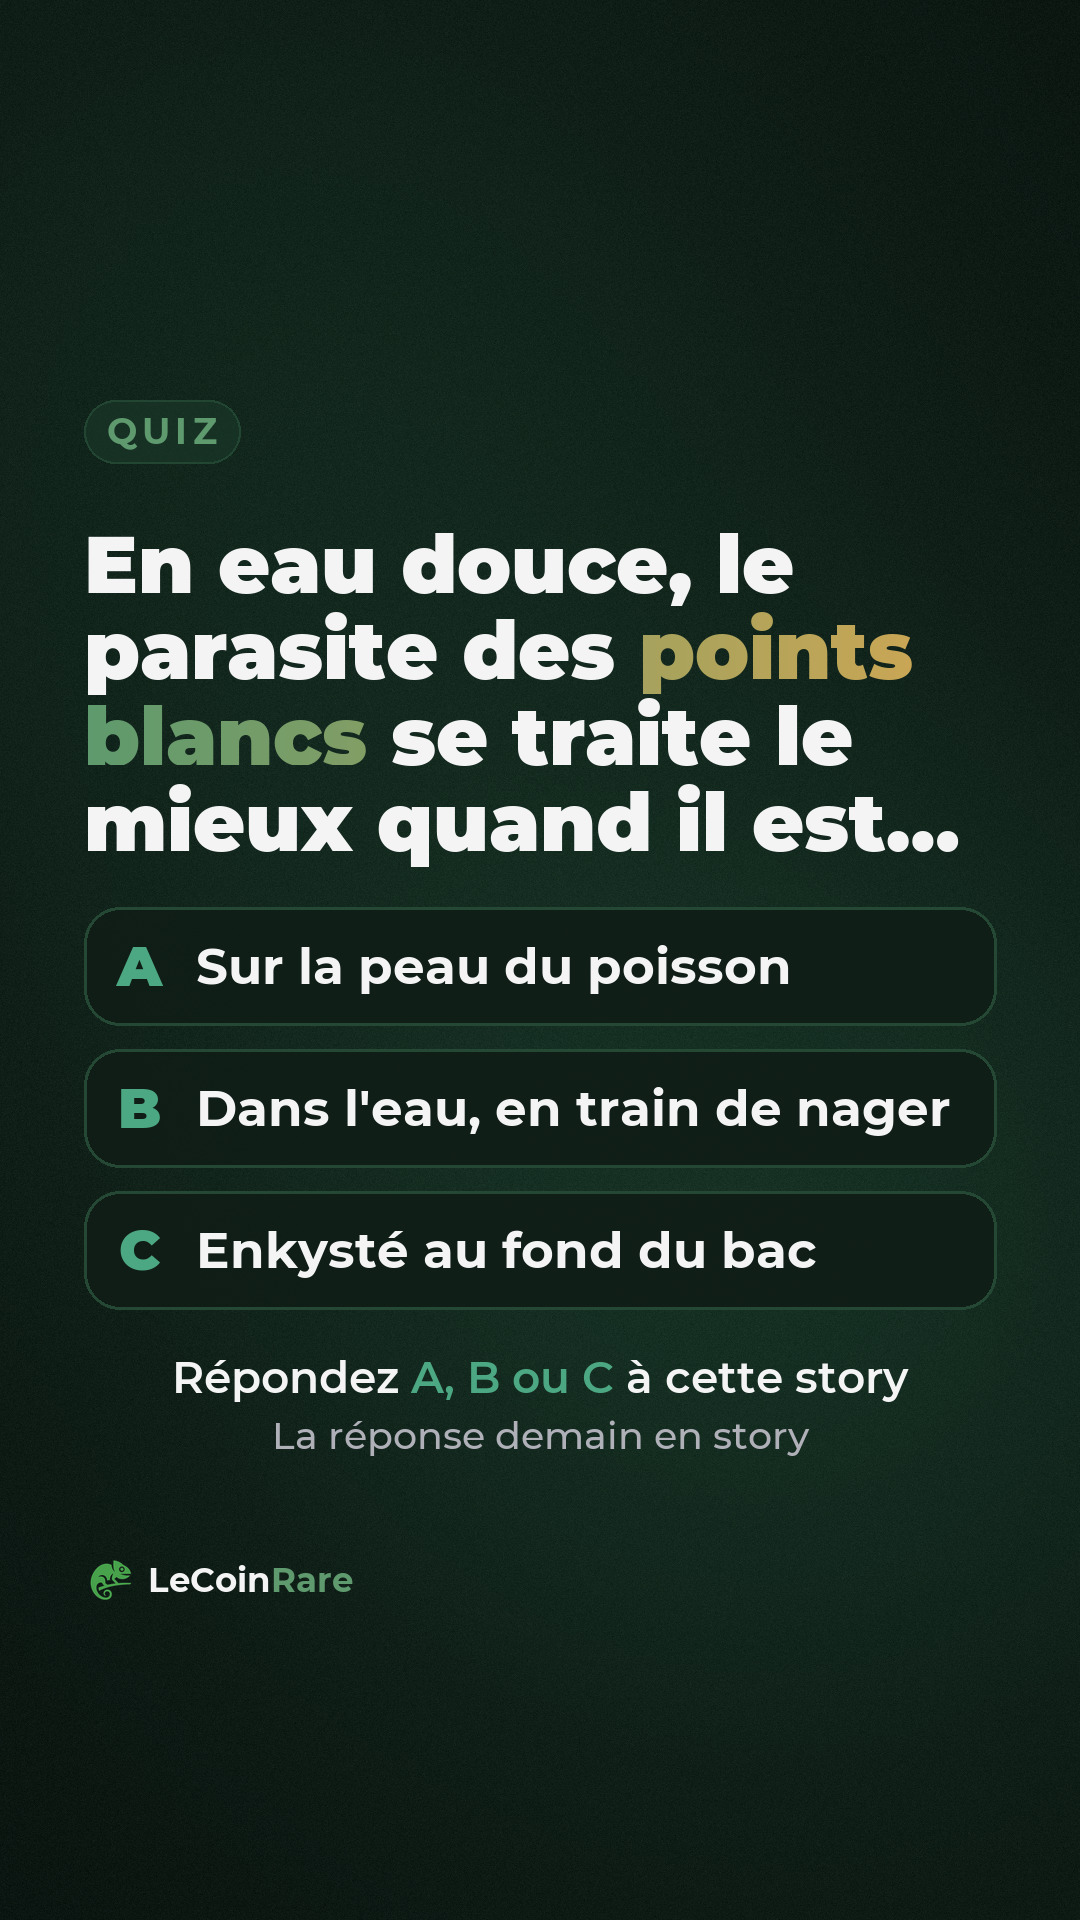 QUIZ
En eau douce, le
parasite des points
blancs se traite le
mieux quand il est...
A Sur la peau du poisson
B Dans l'eau, en train de nager
C Enkysté au fond du bac
Répondez A, B ou C à cette story
La réponse demain en story
LeCoinRare